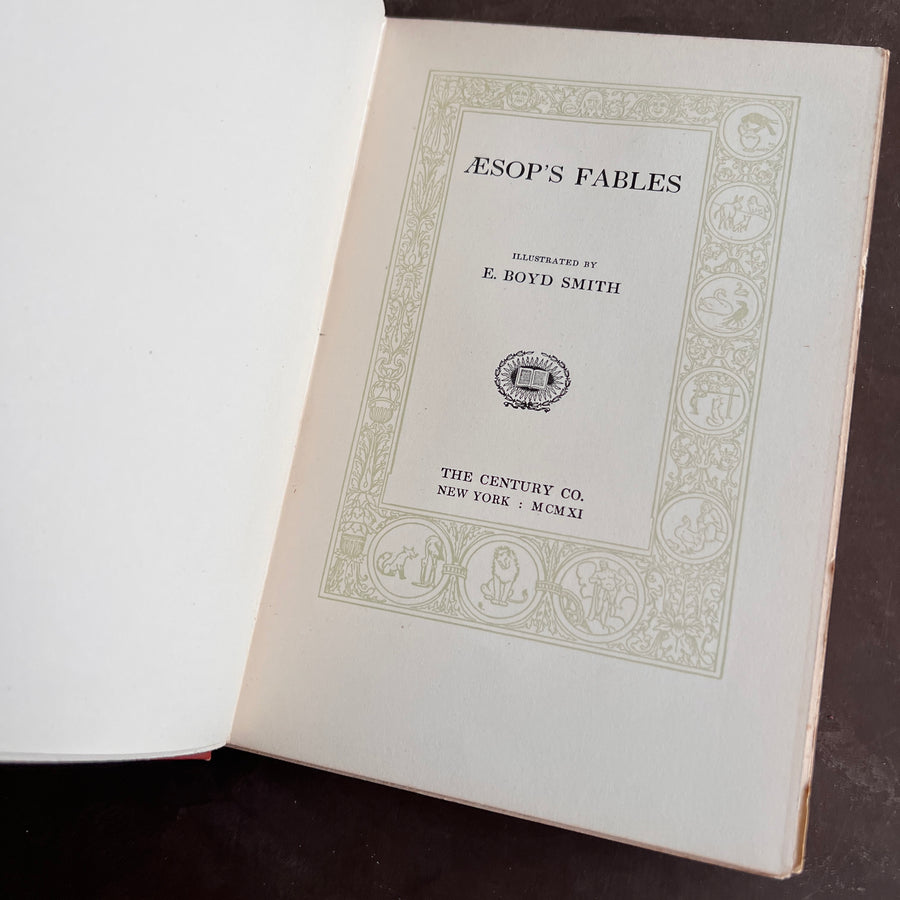 ÆSOP'S FABLES
ILLUSTRATED BY
E. BOYD SMITH
THE CENTURY CO.
NEW YORK : MCMXI